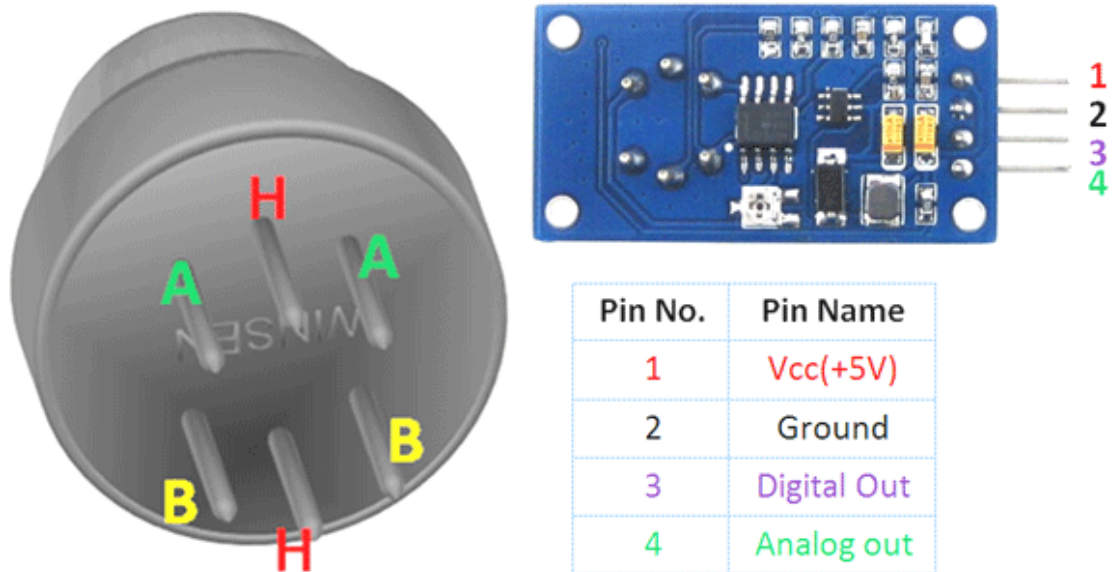 H
A
A
WINSEN
B
B
H
1
2
3
4
Pin No. Pin Name
1 Vcc(+5V)
2 Ground
3 Digital Out
4 Analog out